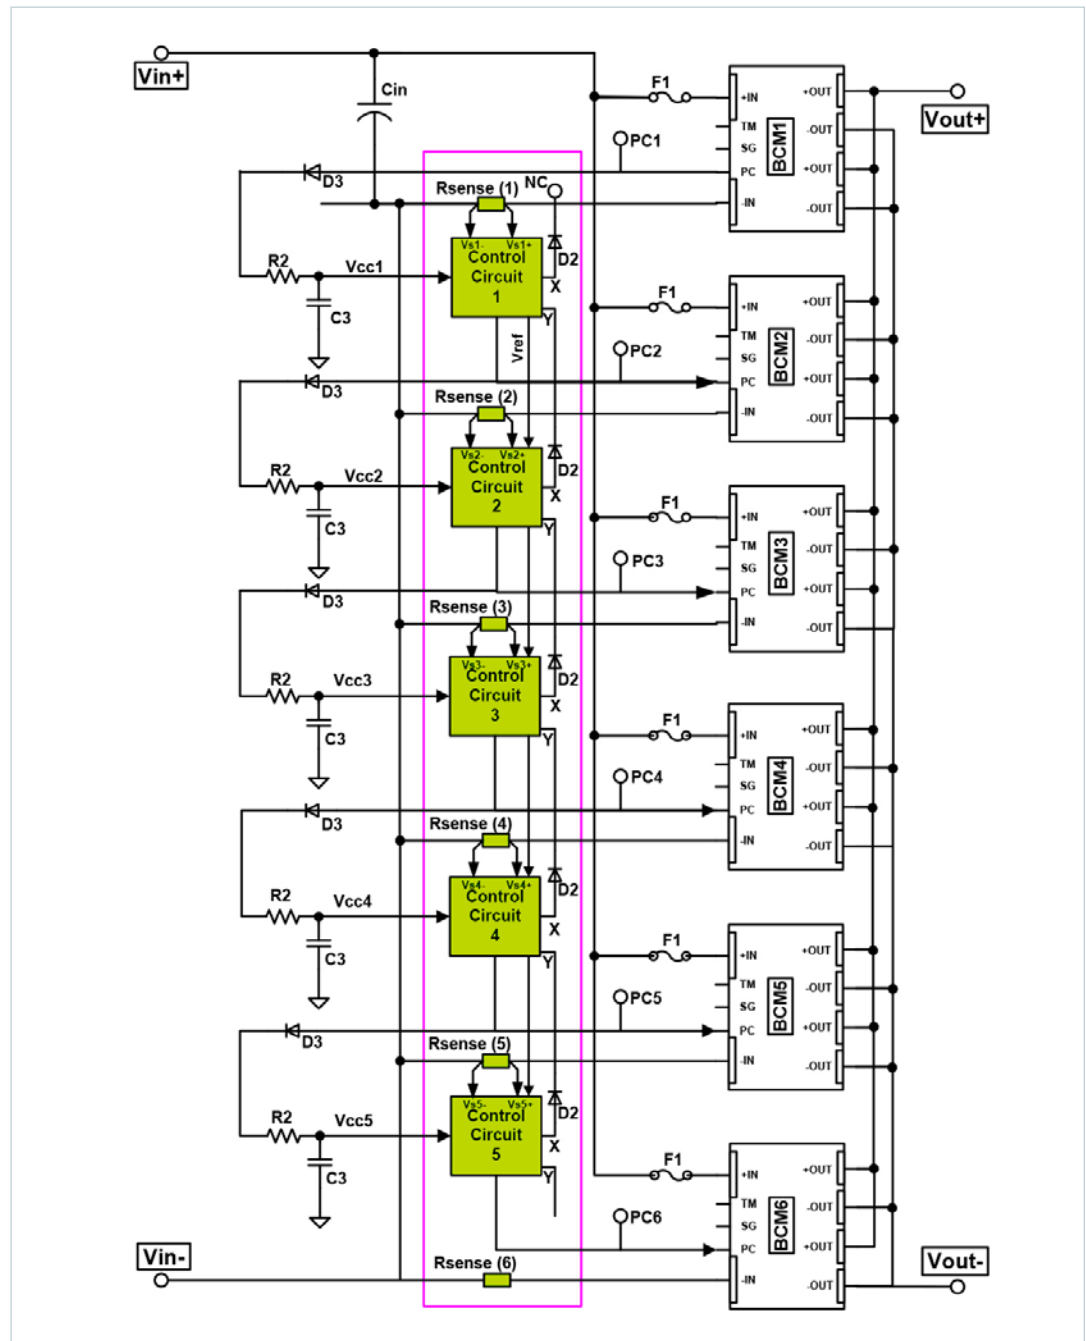 Vin+
Cin
F1
+IN
TM
SG
PC
-IN
BCM1
+OUT
-OUT
+OUT
-OUT
Vout+
PC1
D3
Rsense (1)
NC
Vs1-
Vs1+
Control
Circuit
1
D2
X
Y
R2
Vcc1
C3
Vref
F1
+IN
TM
SG
PC
-IN
BCM2
+OUT
-OUT
+OUT
-OUT
PC2
D3
Rsense (2)
Vs2-
Vs2+
Control
Circuit
2
D2
X
Y
R2
Vcc2
C3
F1
+IN
TM
SG
PC
-IN
BCM3
+OUT
-OUT
+OUT
-OUT
PC3
D3
Rsense (3)
Vs3-
Vs3+
Control
Circuit
3
D2
X
Y
R2
Vcc3
C3
F1
+IN
TM
SG
PC
-IN
BCM4
+OUT
-OUT
+OUT
-OUT
PC4
D3
Rsense (4)
Vs4-
Vs4+
Control
Circuit
4
D2
X
Y
R2
Vcc4
C3
F1
+IN
TM
SG
PC
-IN
BCM5
+OUT
-OUT
+OUT
-OUT
PC5
D3
Rsense (5)
Vs5-
Vs5+
Control
Circuit
5
D2
X
Y
R2
Vcc5
C3
F1
+IN
TM
SG
PC
-IN
BCM6
+OUT
-OUT
+OUT
-OUT
PC6
Vin-
Rsense (6)
Vout-